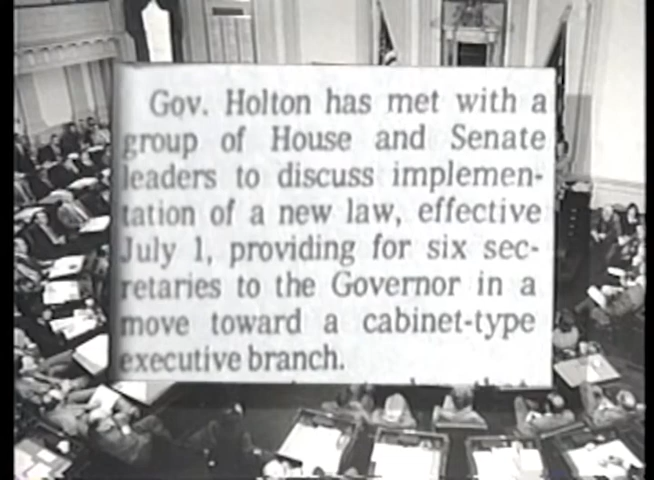 Gov. Holton has met with a
group of House and Senate
leaders to discuss implemen-
tation of a new law, effective
July 1, providing for six sec-
retaries to the Governor in a
move toward a cabinet-type
executive branch.